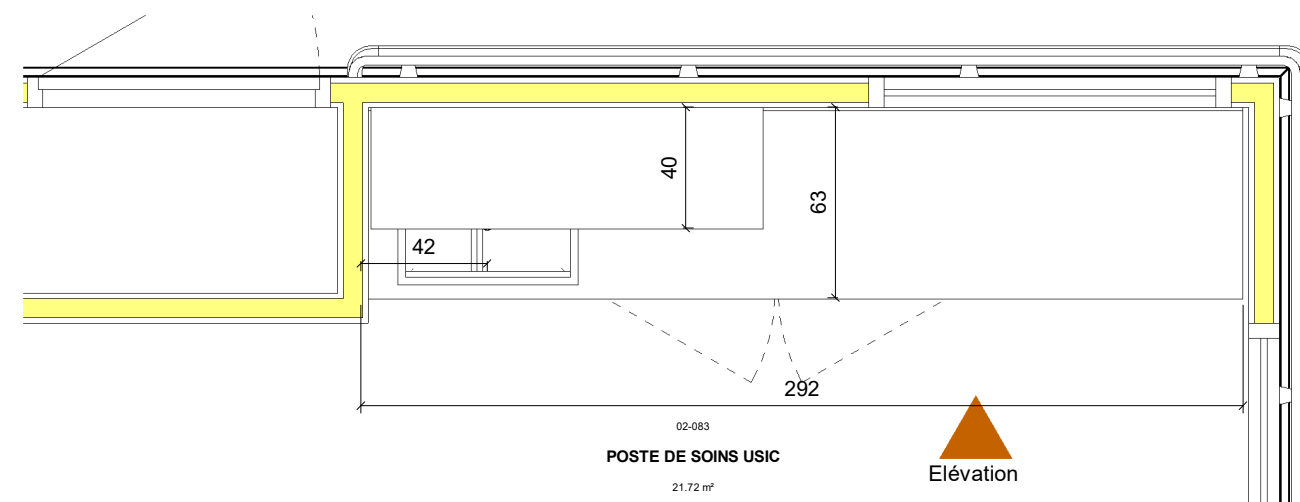 40
63
42
292
02-083
POSTE DE SOINS USIC
21.72 m²
Elévation